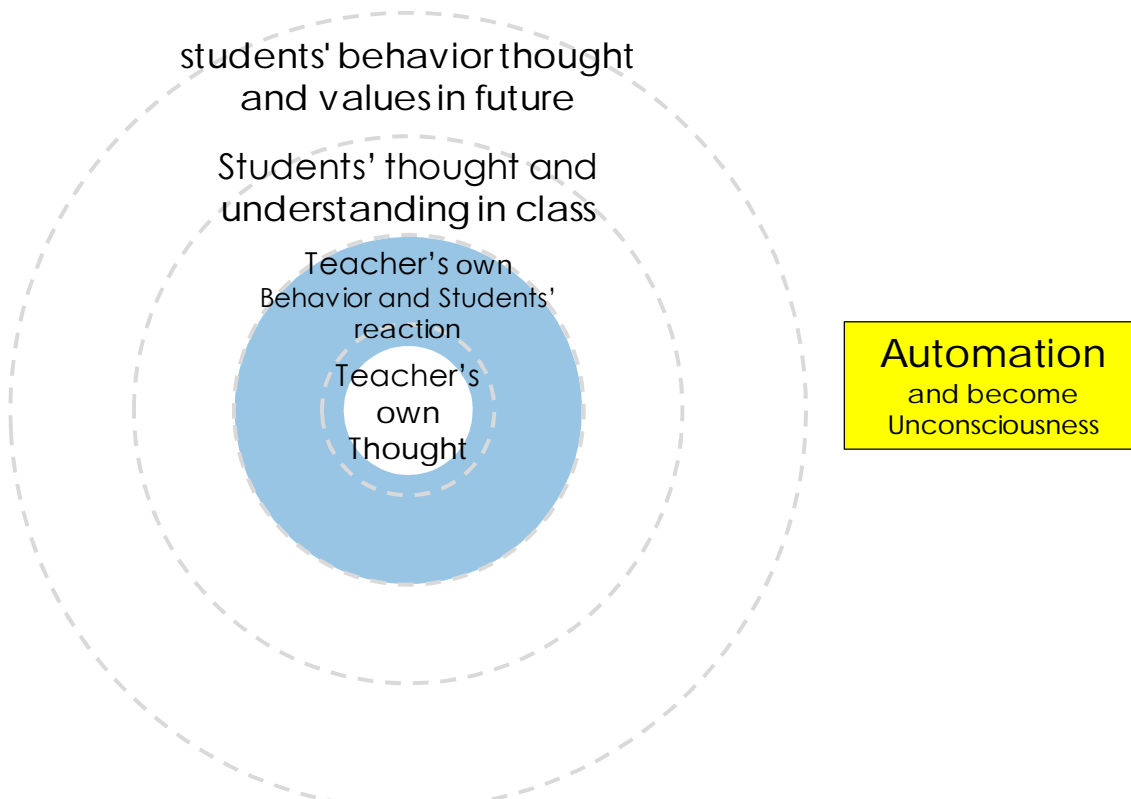 students' behavior thought
and values in future
Students’ thought and
understanding in class
Teacher’s own
Behavior and Students’
reaction
Teacher’s
own
Thought
Automation
and become
Unconsciousness